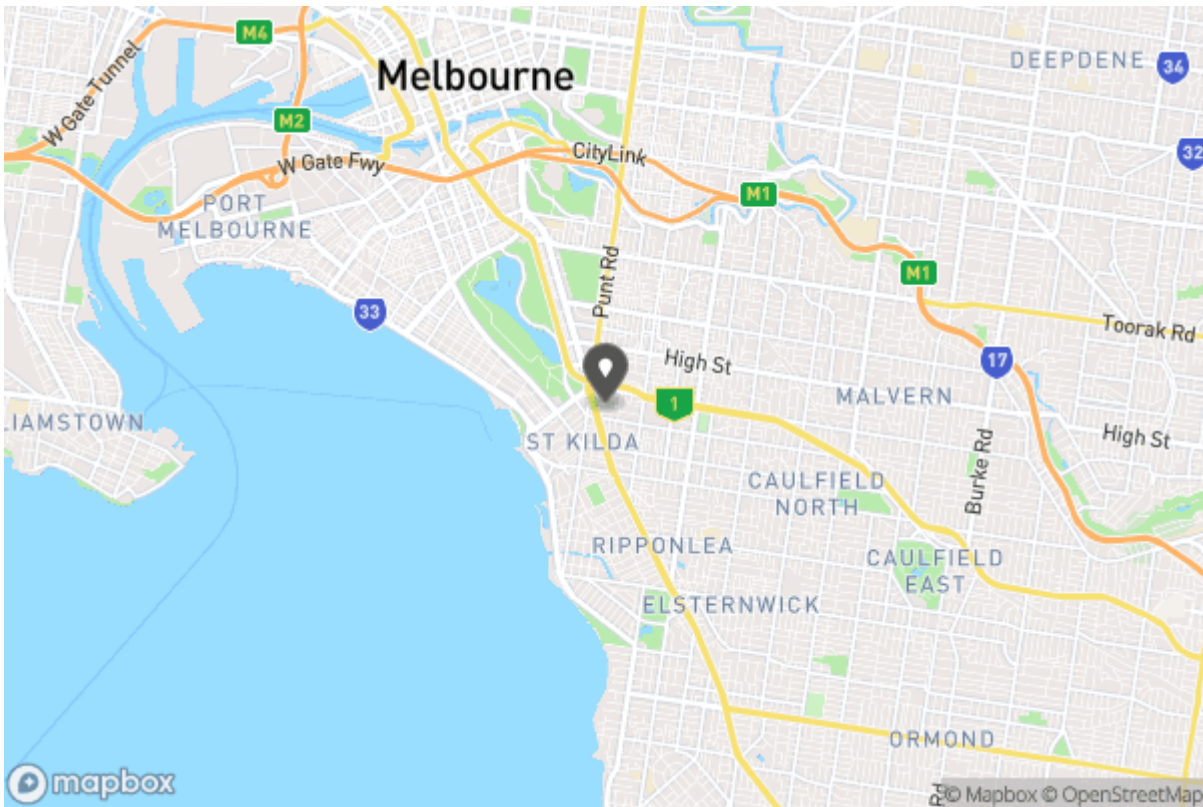 M4
DEEPDENE
34
Melbourne
W Gate Tunnel
M2
CityLink
32
W Gate Fwy
M1
PORT
MELBOURNE
Punt Rd
M1
33
Toorak Rd
High St
17
1
MALVERN
LIAMSTOWN
High St
ST KILDA
Burke Rd
CAULFIELD
NORTH
RIPPONLEA
CAULFIELD
EAST
ELSTERNWICK
ORMOND
Rd
mapbox
© Mapbox © OpenStreetMap